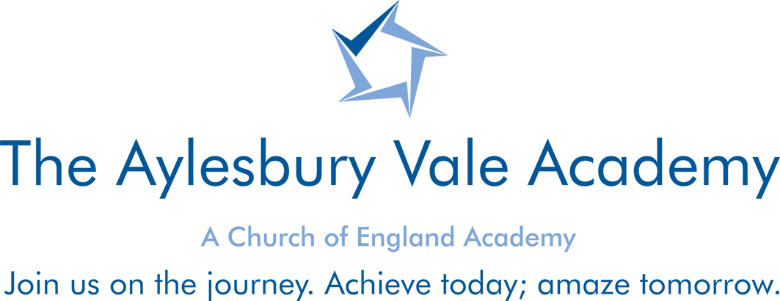 The Aylesbury Vale Academy
A Church of England Academy
Join us on the journey. Achieve today; amaze tomorrow.